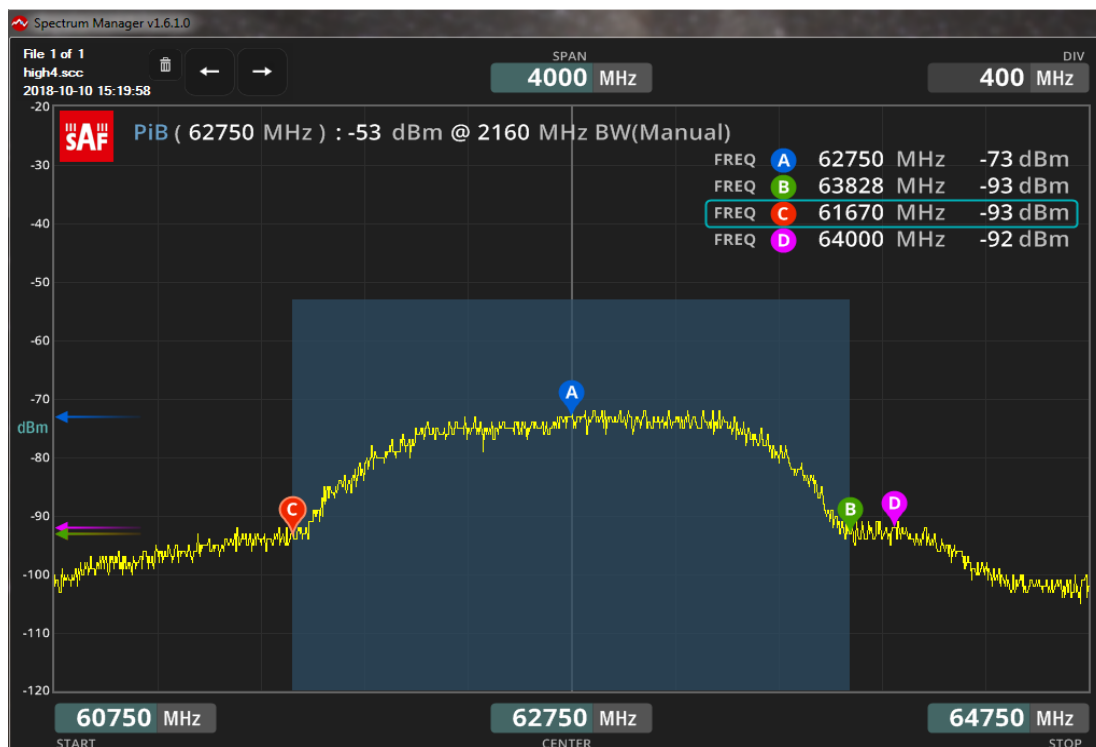 Spectrum Manager v1.6.1.0
File 1 of 1
high4.scc
2018-10-10 15:19:58
SPAN
4000 MHz
DIV
400 MHz
SAF
PiB ( 62750 MHz ) : -53 dBm @ 2160 MHz BW(Manual)
FREQ A 62750 MHz -73 dBm
FREQ B 63828 MHz -93 dBm
FREQ C 61670 MHz -93 dBm
FREQ D 64000 MHz -92 dBm
-20
-30
-40
-50
-60
-70
dBm
-80
-90
-100
-110
-120
A
C
B
D
60750 MHz
START
62750 MHz
CENTER
64750 MHz
STOP